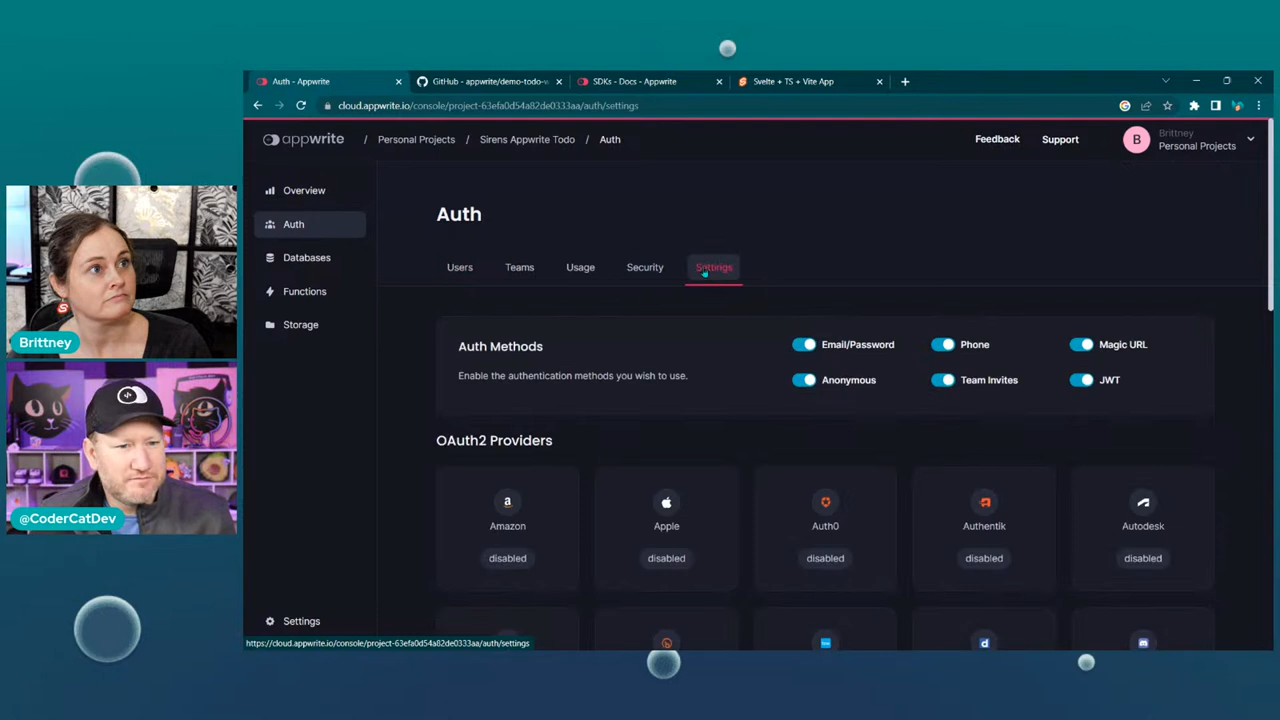 Auth - Appwrite
GitHub - appwrite/demo-todo-w
SDKs - Docs - Appwrite
Svelte + TS + Vite App
cloud.appwrite.io/console/project-63efa0d54a82de0333aa/auth/settings
appwrite / Personal Projects / Sirens Appwrite Todo / Auth
Feedback
Support
B
Brittney
Personal Projects
Overview
Auth
Databases
Functions
Storage
Settings
Auth
Users
Teams
Usage
Security
Settings
Auth Methods
Enable the authentication methods you wish to use.
Email/Password
Phone
Magic URL
Anonymous
Team Invites
JWT
OAuth2 Providers
Amazon
disabled
Apple
disabled
Auth0
disabled
Authentik
disabled
Autodesk
disabled
https://cloud.appwrite.io/console/project-63efa0d54a82de0333aa/auth/settings
Brittney
@CoderCatDev